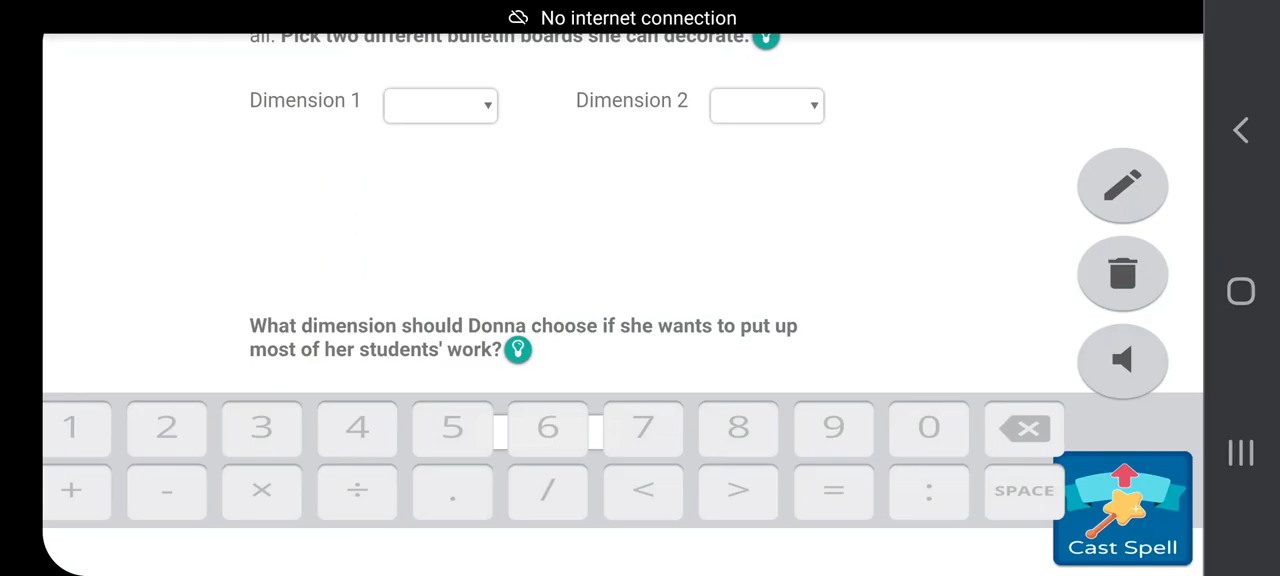 No internet connection
all. Pick two different bulletin boards she can decorate.
Dimension 1
Dimension 2
What dimension should Donna choose if she wants to put up
most of her students' work?
1 2 3 4 5 6 7 8 9 0
+ - × ÷ . / < > = : SPACE
Cast Spell